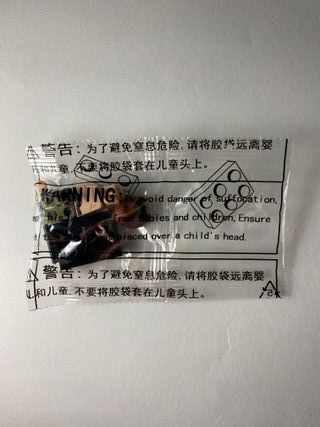 警告: 为了避免窒息危险, 请将胶袋远离婴
和儿童, 不要将胶袋套在儿童头上。
WARNING: To avoid danger of suffocation,
this from babies and children, Ensure
placed over a child's head.
警告: 为了避免窒息危险, 请将胶袋远离婴
和儿童, 不要将胶袋套在儿童头上。